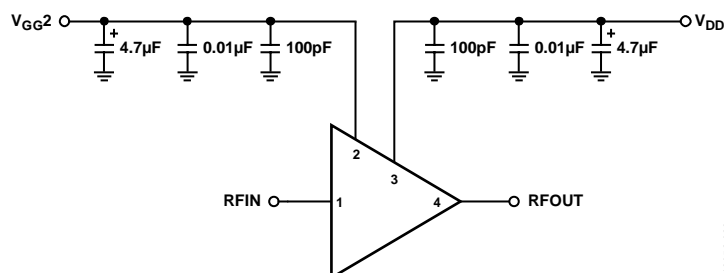 VGG2
+
4.7µF
0.01µF
100pF
100pF
0.01µF
+
4.7µF
VDD
2
3
RFIN
1
4
RFOUT